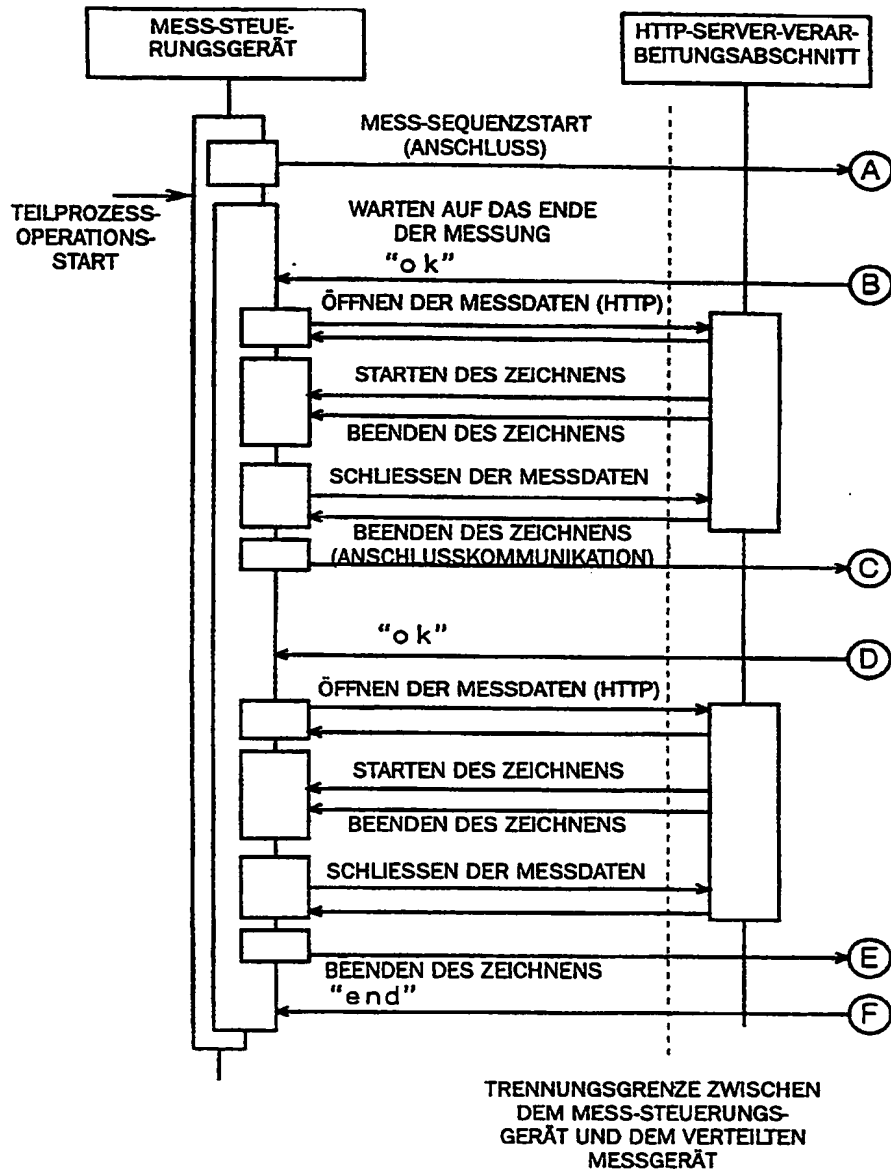 MESS-STEUE-
RUNGSGERÄT
HTTP-SERVER-VERAR-
BEITUNGSABSCHNITT
MESS-SEQUENZSTART
(ANSCHLUSS)
A
TEILPROZESS-
OPERATIONS-
START
WARTEN AUF DAS ENDE
DER MESSUNG
"ok"
B
ÖFFNEN DER MESSDATEN (HTTP)
STARTEN DES ZEICHNENS
BEENDEN DES ZEICHNENS
SCHLIESSEN DER MESSDATEN
BEENDEN DES ZEICHNENS
(ANSCHLUSSKOMMUNIKATION)
C
"ok"
D
ÖFFNEN DER MESSDATEN (HTTP)
STARTEN DES ZEICHNENS
BEENDEN DES ZEICHNENS
SCHLIESSEN DER MESSDATEN
E
BEENDEN DES ZEICHNENS
"end"
F
TRENNUNGSGRENZE ZWISCHEN
DEM MESS-STEUERUNGS-
GERÄT UND DEM VERTEILTEN
MESSGERÄT